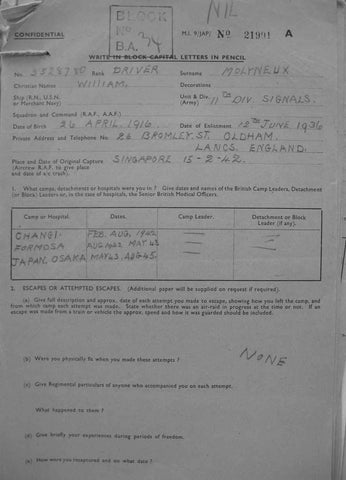 NIL
BLOCK
No
B.A.
CONFIDENTIAL
M.I. 9/JAP/ No 21991 A
WRITE IN BLOCK CAPITAL LETTERS IN PENCIL
No. 2328780 Rank DRIVER Surname MOLYNEUX
Christian Names WILLIAM. Decorations
Ship (R.N., U.S.N. or Merchant Navy) Unit & Div. (Army) 11TH DIV. SIGNALS.
Squadron and Command (R.A.F., A.A.F.)
Date of Birth 26 APRIL. 1916. Date of Enlistment 12TH JUNE 1936
Private Address and Telephone No. 26 BROMLEY. ST. OLDHAM.
LANCS. ENGLAND.
Place and Date of Original Capture SINGAPORE 15-2-42.
(Aircrew R.A.F. to give place
and date of a/c crash).
1. What camps, detachments or hospitals were you in ? Give dates and names of the British Camp Leaders, Detachment
(or Block) Leaders or, in the case of hospitals, the Senior British Medical Officers.
Camp or Hospital. Dates. Camp Leader. Detachment or Block Leader (if any).
CHANGI. FEB. AUG. 1942
FORMOSA AUG 1942 MAY 43
JAPAN, OSAKA MAY 43, AUG 45.
2. ESCAPES OR ATTEMPTED ESCAPES. (Additional paper will be supplied on request if required).
(a) Give full description and approx. date of each attempt you made to escape, showing how you left the camp, and
from which camp each attempt was made. State whether there was an air-raid in progress at the time or not. If an
escape was made from a train or vehicle the approx. speed and how it was guarded should be included.
(b) Were you physically fit when you made these attempts ?
NONE
(c) Give Regimental particulars of anyone who accompanied you on each attempt.
What happened to them ?
(d) Give briefly your experiences during periods of freedom.
(e) How were you recaptured and on what date ?